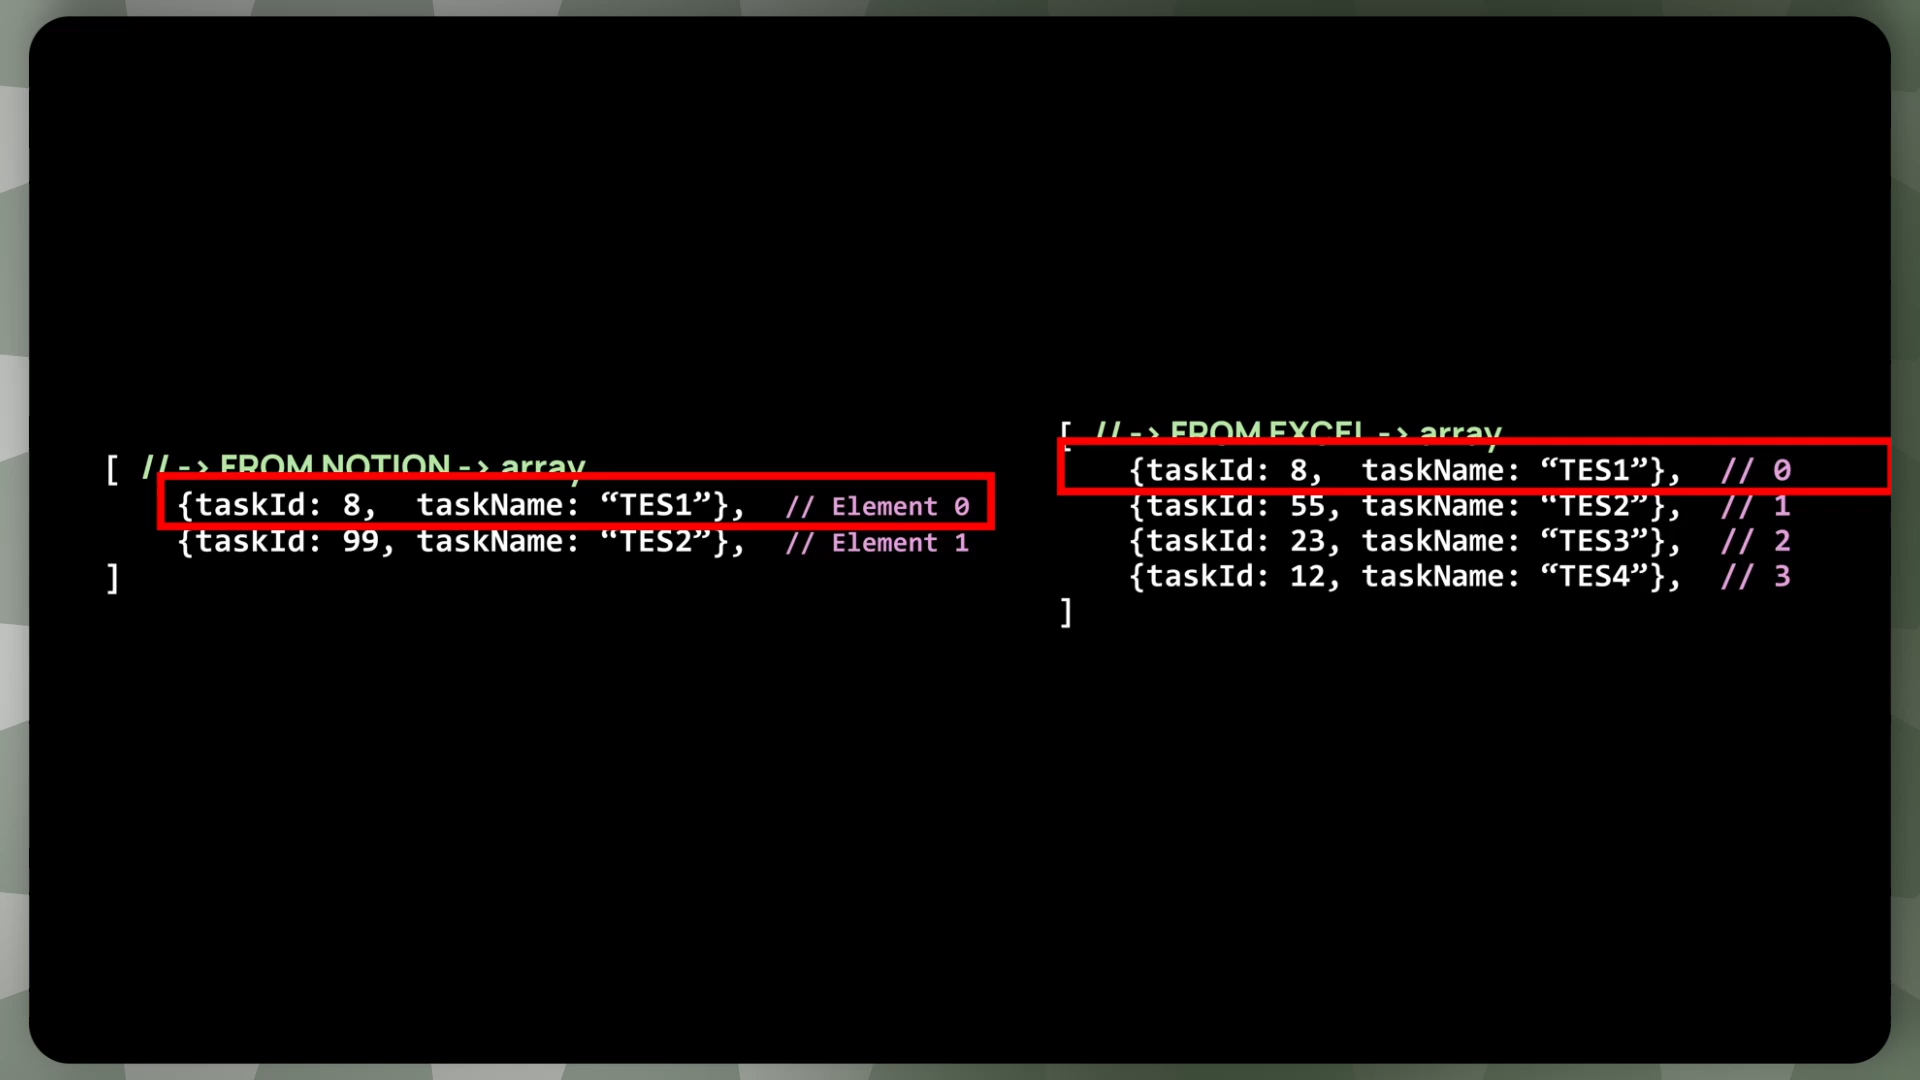 [ // -> FROM NOTION -> array
{taskId: 8, taskName: “TES1”}, // Element 0
{taskId: 99, taskName: “TES2”}, // Element 1
]
[ // -> FROM EXCEL -> array
{taskId: 8, taskName: “TES1”}, // 0
{taskId: 55, taskName: “TES2”}, // 1
{taskId: 23, taskName: “TES3”}, // 2
{taskId: 12, taskName: “TES4”}, // 3
]